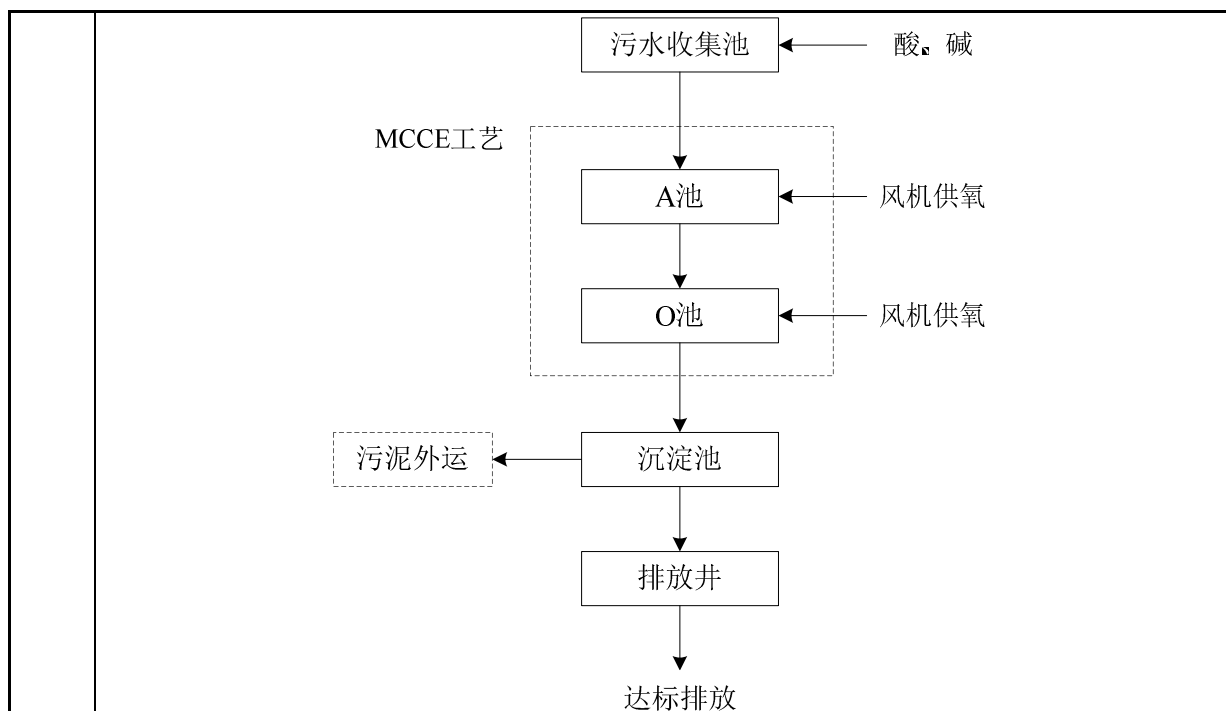 污水收集池
酸、碱
MCCE工艺
A池
风机供氧
O池
风机供氧
污泥外运
沉淀池
排放井
达标排放